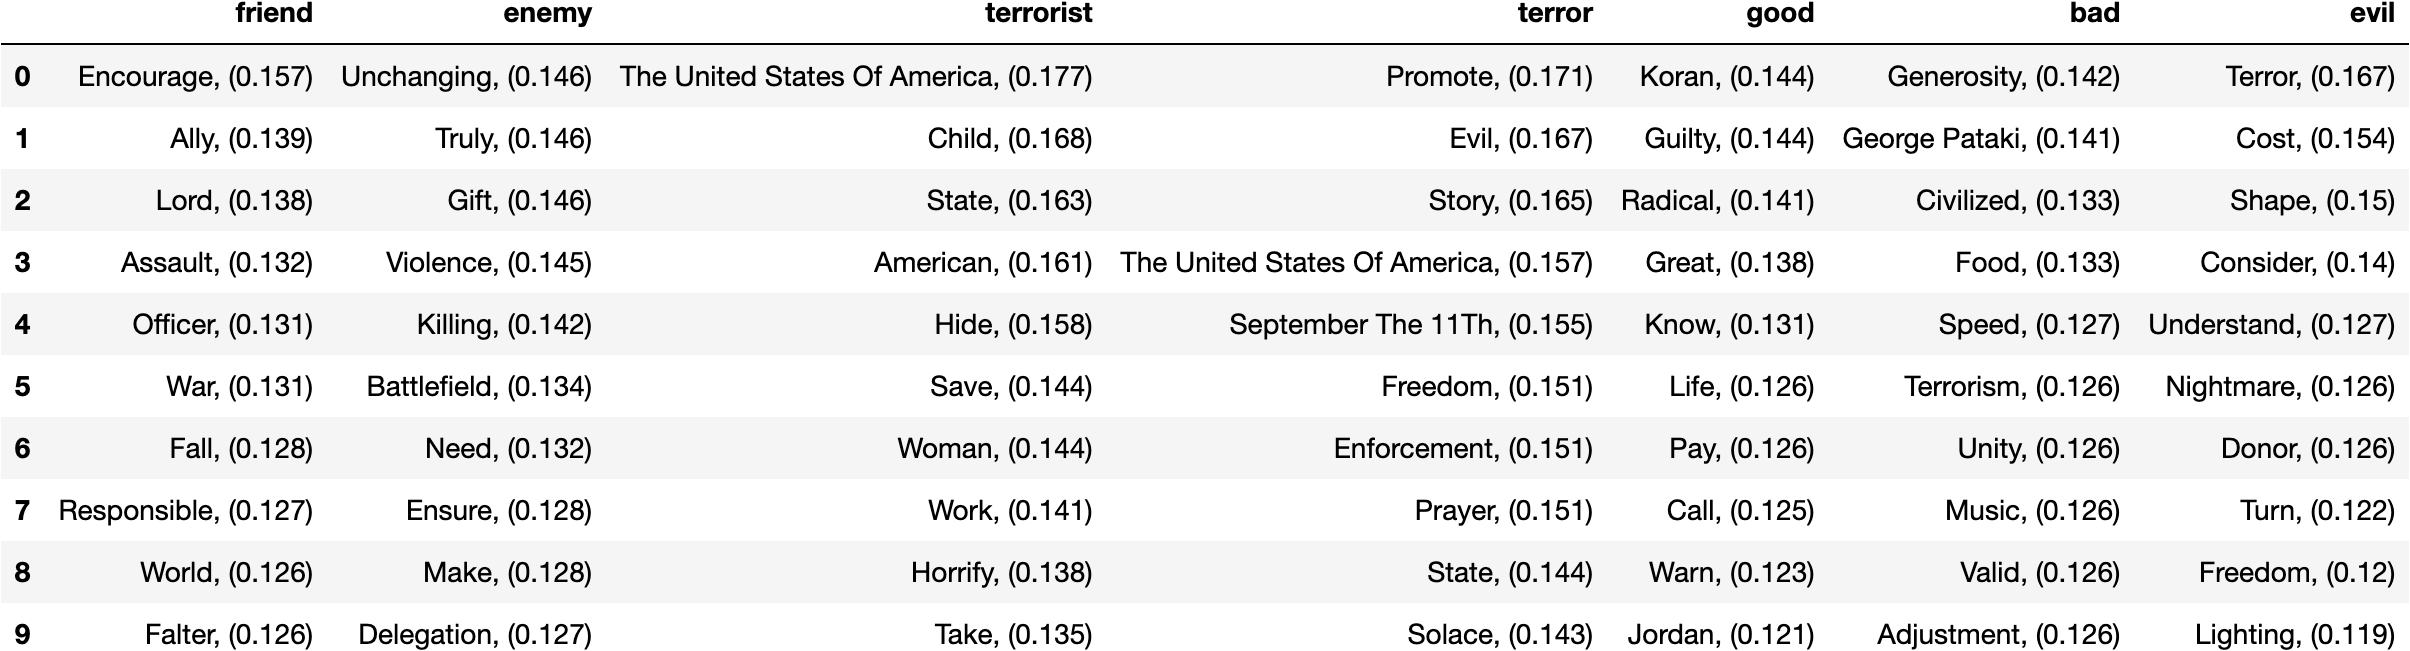 friend enemy terrorist terror good bad evil
0 Encourage, (0.157) Unchanging, (0.146) The United States Of America, (0.177) Promote, (0.171) Koran, (0.144) Generosity, (0.142) Terror, (0.167)
1 Ally, (0.139) Truly, (0.146) Child, (0.168) Evil, (0.167) Guilty, (0.144) George Pataki, (0.141) Cost, (0.154)
2 Lord, (0.138) Gift, (0.146) State, (0.163) Story, (0.165) Radical, (0.141) Civilized, (0.133) Shape, (0.15)
3 Assault, (0.132) Violence, (0.145) American, (0.161) The United States Of America, (0.157) Great, (0.138) Food, (0.133) Consider, (0.14)
4 Officer, (0.131) Killing, (0.142) Hide, (0.158) September The 11Th, (0.155) Know, (0.131) Speed, (0.127) Understand, (0.127)
5 War, (0.131) Battlefield, (0.134) Save, (0.144) Freedom, (0.151) Life, (0.126) Terrorism, (0.126) Nightmare, (0.126)
6 Fall, (0.128) Need, (0.132) Woman, (0.144) Enforcement, (0.151) Pay, (0.126) Unity, (0.126) Donor, (0.126)
7 Responsible, (0.127) Ensure, (0.128) Work, (0.141) Prayer, (0.151) Call, (0.125) Music, (0.126) Turn, (0.122)
8 World, (0.126) Make, (0.128) Horrify, (0.138) State, (0.144) Warn, (0.123) Valid, (0.126) Freedom, (0.12)
9 Falter, (0.126) Delegation, (0.127) Take, (0.135) Solace, (0.143) Jordan, (0.121) Adjustment, (0.126) Lighting, (0.119)